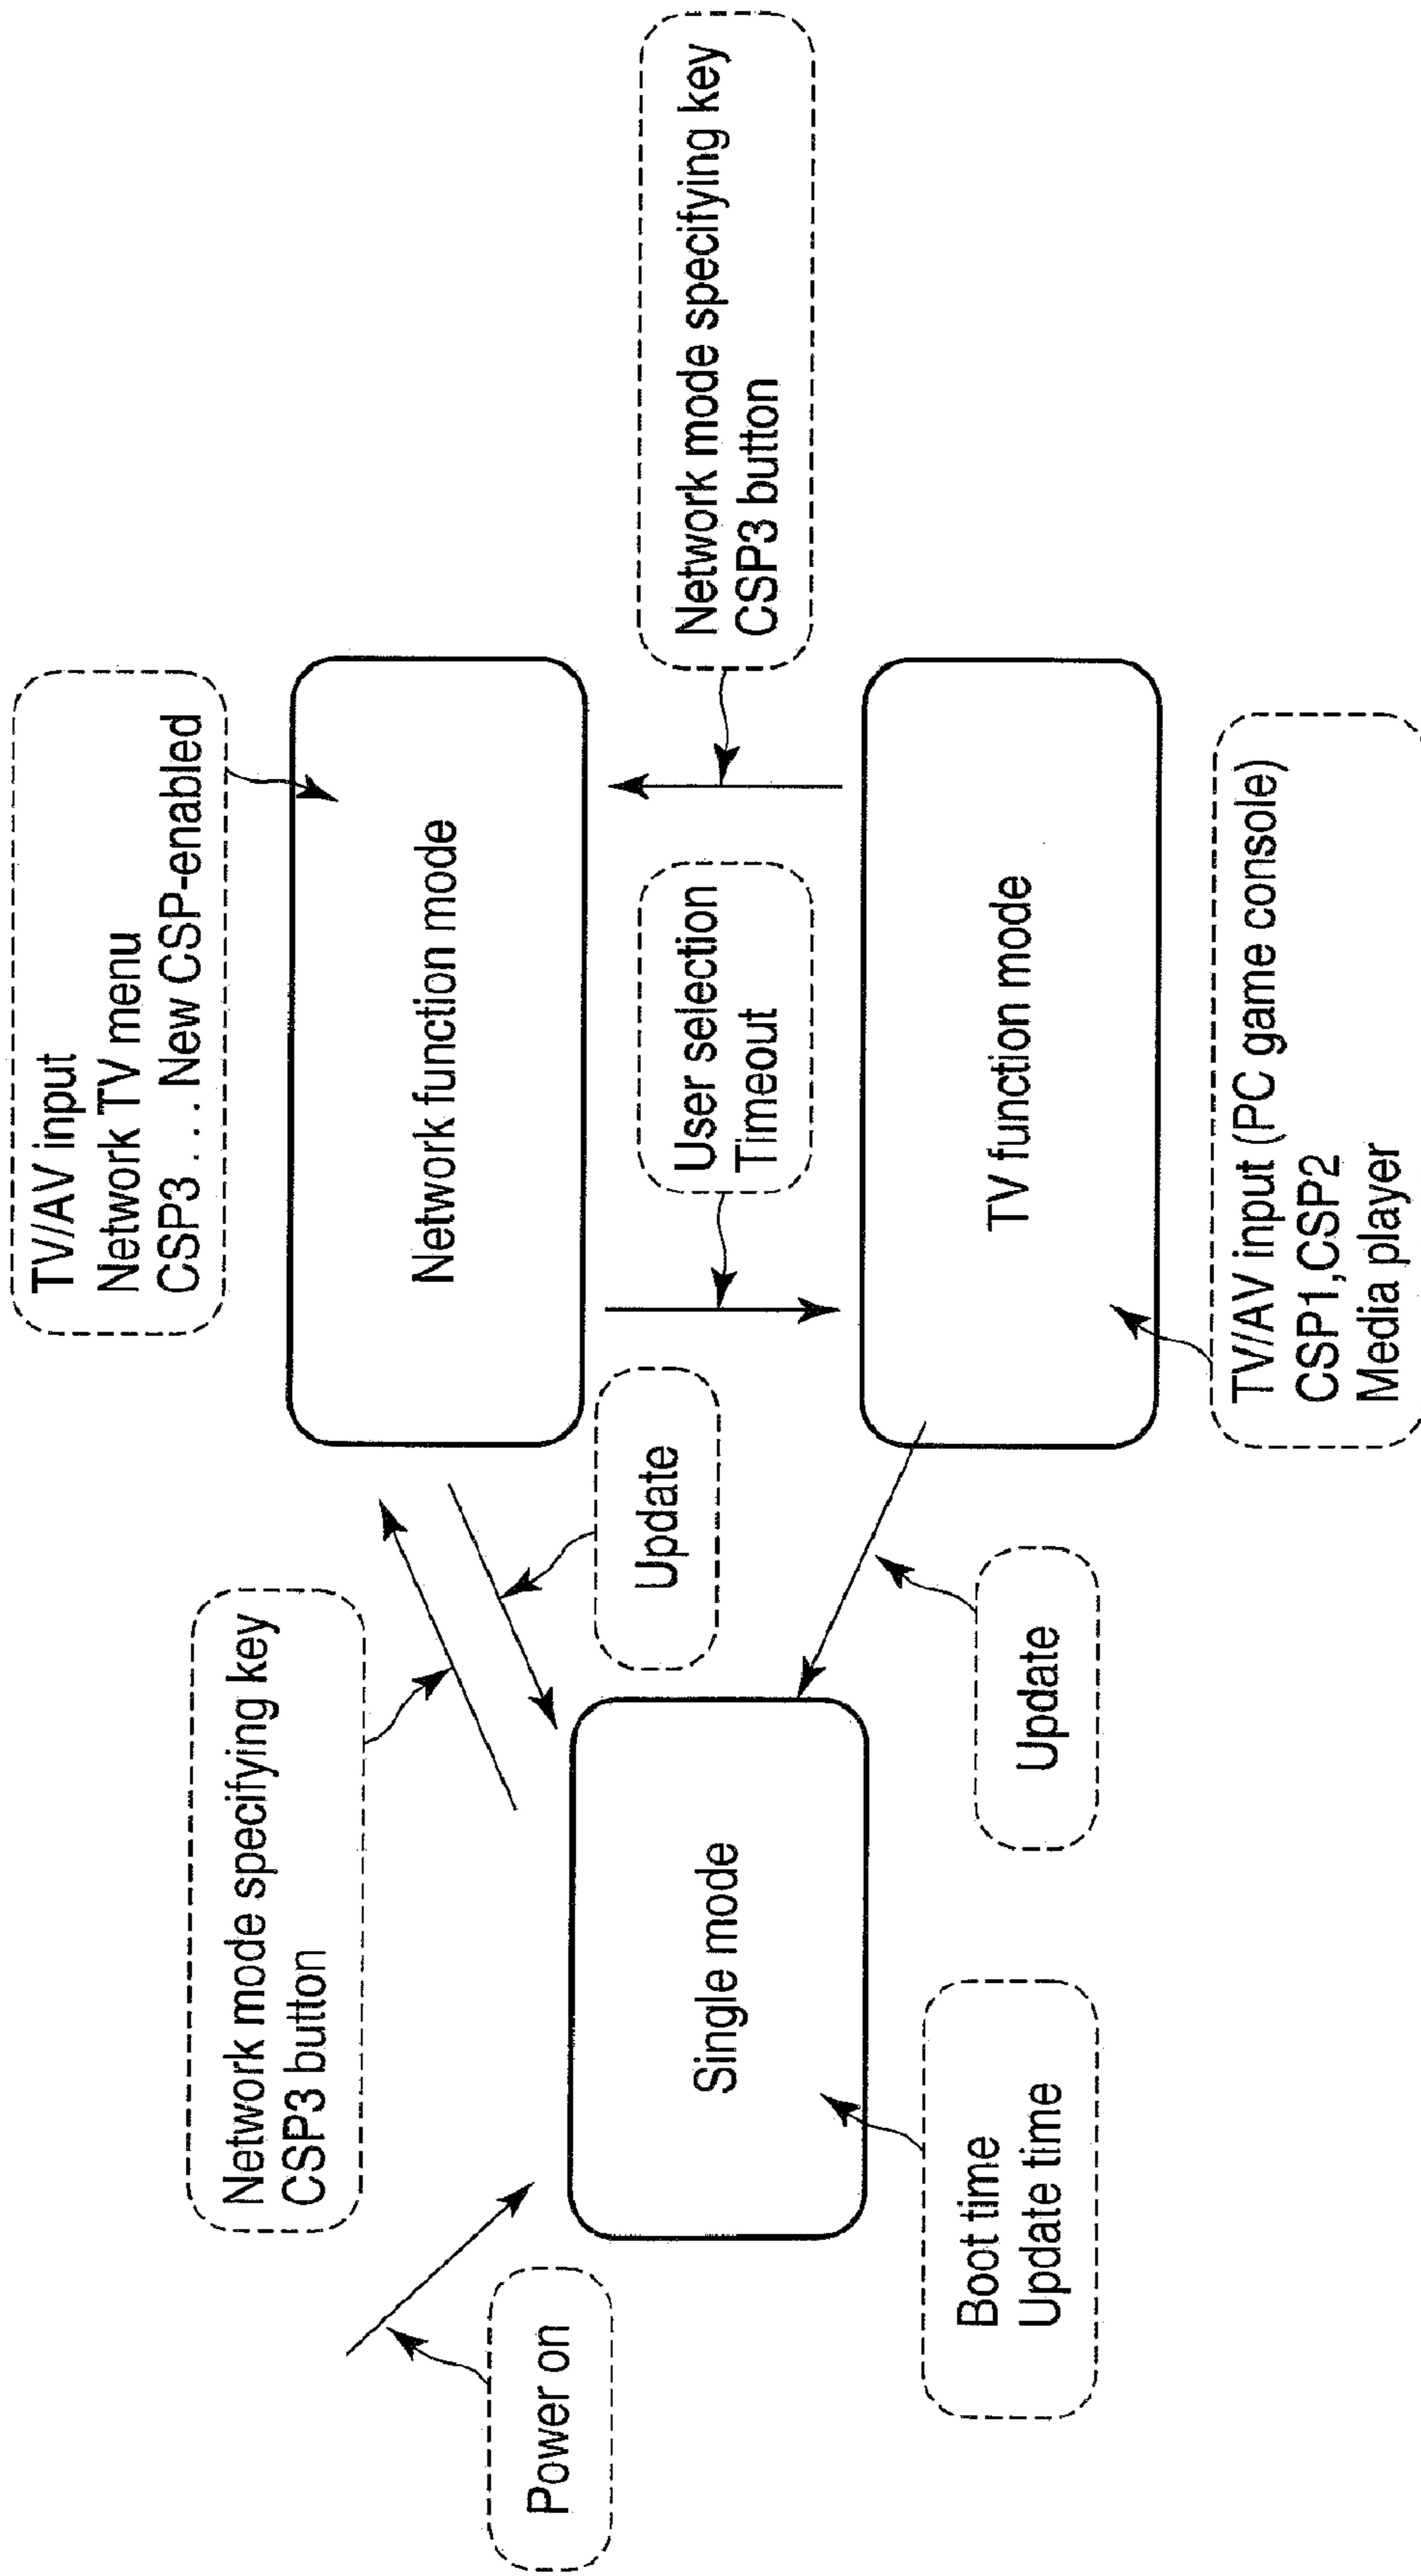 TV/AV input
Network TV menu
CSP3 . . . New CSP-enabled
Network mode specifying key
CSP3 button
Network function mode
Power on
Update
User selection
Timeout
Network mode specifying key
CSP3 button
Single mode
Boot time
Update time
Update
TV function mode
TV/AV input (PC game console)
CSP1,CSP2
Media player